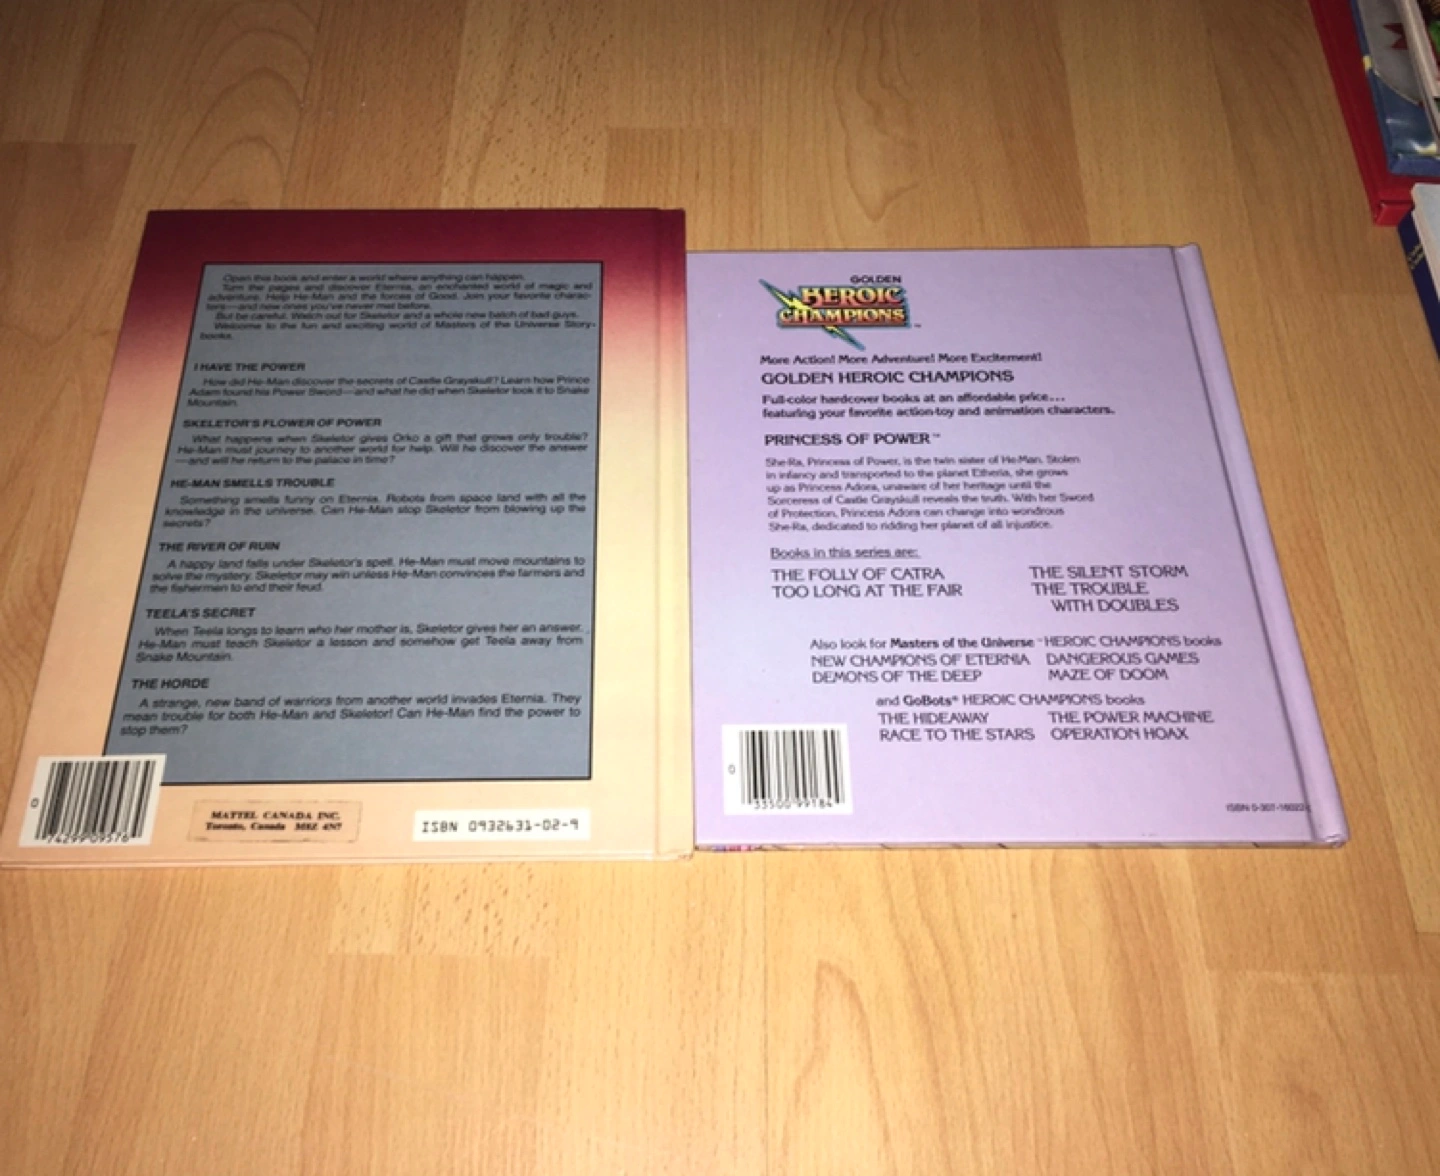 Open this book and enter a world where anything can happen.
Turn the pages and discover Eternia, an enchanted world of magic and
adventure. Help He-Man and the forces of Good. Join your favorite charac-
ters—and new ones you've never met before.
But be careful. Watch out for Skeletor and a whole new batch of bad guys.
Welcome to the fun and exciting world of Masters of the Universe Story-
books.
I HAVE THE POWER
How did He-Man discover the secrets of Castle Grayskull? Learn how Prince
Adam found his Power Sword—and what he did when Skeletor took it to Snake
Mountain.
SKELETOR'S FLOWER OF POWER
What happens when Skeletor gives Orko a gift that grows only trouble?
He-Man must journey to another world for help. Will he discover the answer
—and will he return to the palace in time?
HE-MAN SMELLS TROUBLE
Something smells funny on Eternia. Robots from space land with all the
knowledge in the universe. Can He-Man stop Skeletor from blowing up the
secrets?
THE RIVER OF RUIN
A happy land falls under Skeletor's spell. He-Man must move mountains to
solve the mystery. Skeletor may win unless He-Man convinces the farmers and
the fishermen to end their feud.
TEELA'S SECRET
When Teela longs to learn who her mother is, Skeletor gives her an answer.
He-Man must teach Skeletor a lesson and somehow get Teela away from
Snake Mountain.
THE HORDE
A strange, new band of warriors from another world invades Eternia. They
mean trouble for both He-Man and Skeletor! Can He-Man find the power to
stop them?
0
74299 09576
MATTEL CANADA INC.
Toronto, Canada M8Z 4N7
ISBN 0932631-02-9
GOLDEN
HEROIC
CHAMPIONS™
More Action! More Adventure! More Excitement!
GOLDEN HEROIC CHAMPIONS
Full-color hardcover books at an affordable price...
featuring your favorite action-toy and animation characters.
PRINCESS OF POWER™
She-Ra, Princess of Power, is the twin sister of He-Man. Stolen
in infancy and transported to the planet Etheria, she grows
up as Princess Adora, unaware of her heritage until the
Sorceress of Castle Grayskull reveals the truth. With her Sword
of Protection, Princess Adora can change into wondrous
She-Ra, dedicated to ridding her planet of all injustice.
Books in this series are:
THE FOLLY OF CATRA THE SILENT STORM
TOO LONG AT THE FAIR THE TROUBLE
WITH DOUBLES
Also look for Masters of the Universe™ HEROIC CHAMPIONS books
NEW CHAMPIONS OF ETERNIA DANGEROUS GAMES
DEMONS OF THE DEEP MAZE OF DOOM
and GoBots® HEROIC CHAMPIONS books
THE HIDEAWAY THE POWER MACHINE
RACE TO THE STARS OPERATION HOAX
0
33500 99184
ISBN